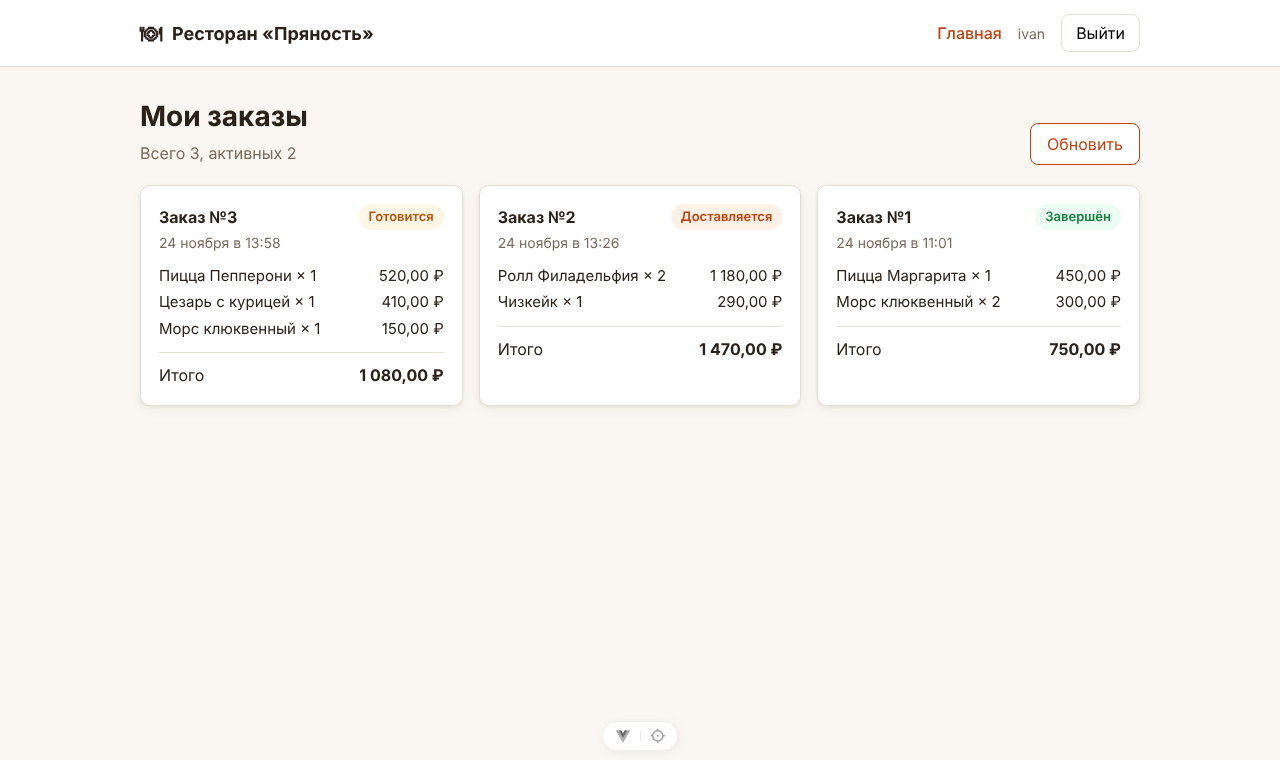 Ресторан «Пряность»
Главная ivan Выйти
Мои заказы
Всего 3, активных 2
Обновить
Заказ №3 Готовится
24 ноября в 13:58
Пицца Пепперони × 1 520,00 ₽
Цезарь с курицей × 1 410,00 ₽
Морс клюквенный × 1 150,00 ₽
Итого 1 080,00 ₽
Заказ №2 Доставляется
24 ноября в 13:26
Ролл Филадельфия × 2 1 180,00 ₽
Чизкейк × 1 290,00 ₽
Итого 1 470,00 ₽
Заказ №1 Завершён
24 ноября в 11:01
Пицца Маргарита × 1 450,00 ₽
Морс клюквенный × 2 300,00 ₽
Итого 750,00 ₽